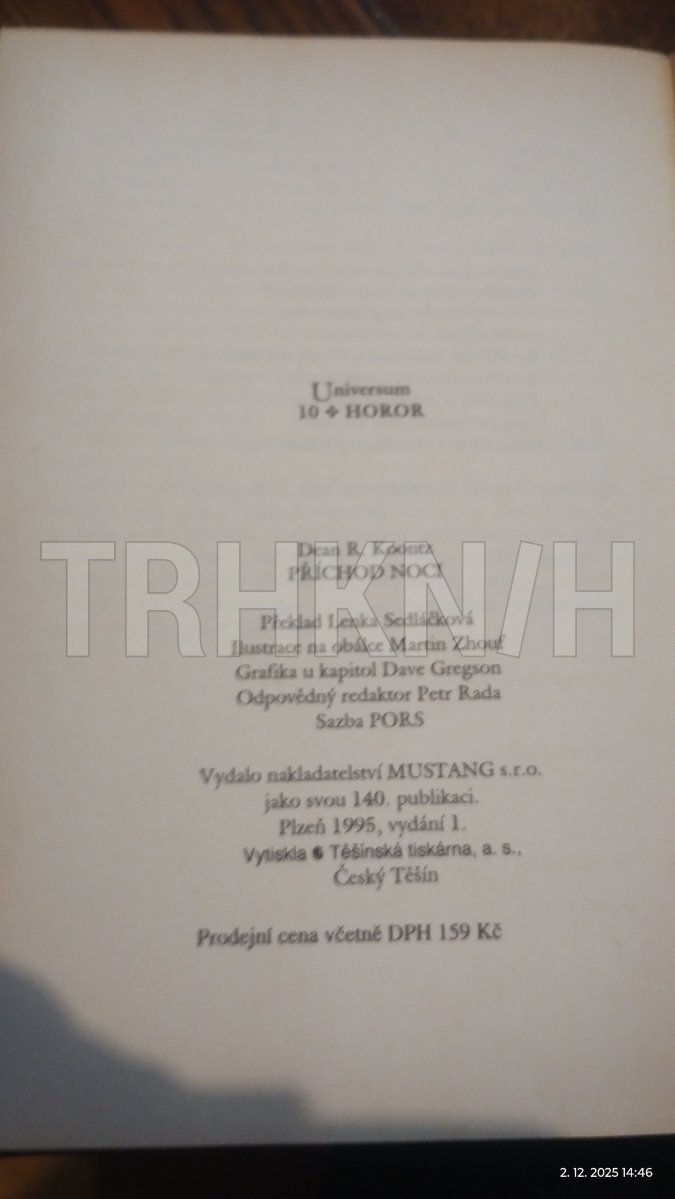 Universum
10 ❖ HOROR
Dean R. Koontz
PŘÍCHOD NOCI
TRHKNIH
Překlad Lenka Sedláčková
Ilustrace na obálce Martin Zhouf
Grafika u kapitol Dave Gregson
Odpovědný redaktor Petr Rada
Sazba PORS
Vydalo nakladatelství MUSTANG s.r.o.
jako svou 140. publikaci.
Plzeň 1995, vydání 1.
Vytiskla Těšínská tiskárna, a. s.,
Český Těšín
Prodejní cena včetně DPH 159 Kč
2. 12. 2025 14:46